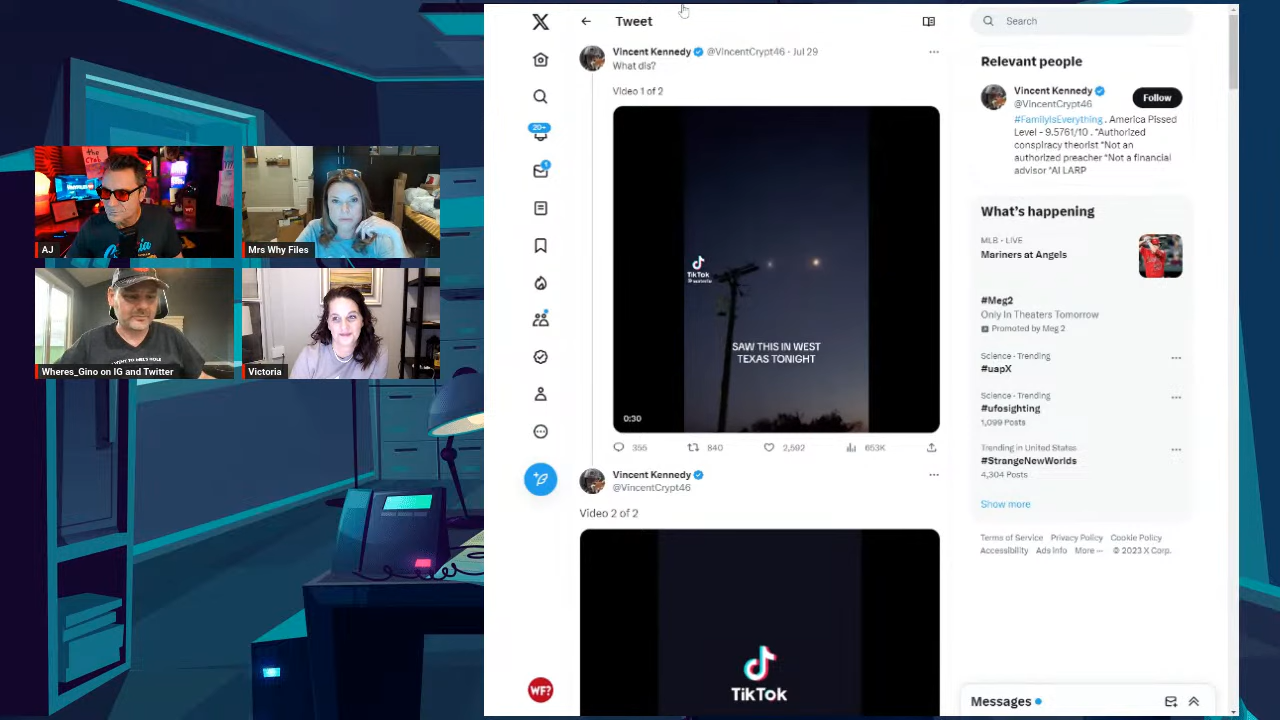 AJ
Mrs Why Files
Wheres_Gino on IG and Twitter
Victoria
Tweet
Vincent Kennedy @VincentCrypt46 · Jul 29
What dis?
Video 1 of 2
TikTok
SAW THIS IN WEST
TEXAS TONIGHT
0:30
355 840 2,592 653K
Vincent Kennedy
@VincentCrypt46
Video 2 of 2
TikTok
20+
1
WF?
Search
Relevant people
Vincent Kennedy
@VincentCrypt46
Follow
#FamilyIsEverything . America Pissed
Level - 9.5761/10 . *Authorized
conspiracy theorist *Not an
authorized preacher *Not a financial
advisor *AI LARP
What's happening
MLB · LIVE
Mariners at Angels
#Meg2
Only In Theaters Tomorrow
Promoted by Meg 2
Science · Trending
#uapX
Science · Trending
#ufosighting
1,099 Posts
Trending in United States
#StrangeNewWorlds
4,304 Posts
Show more
Terms of Service Privacy Policy Cookie Policy
Accessibility Ads Info More ··· © 2023 X Corp.
Messages